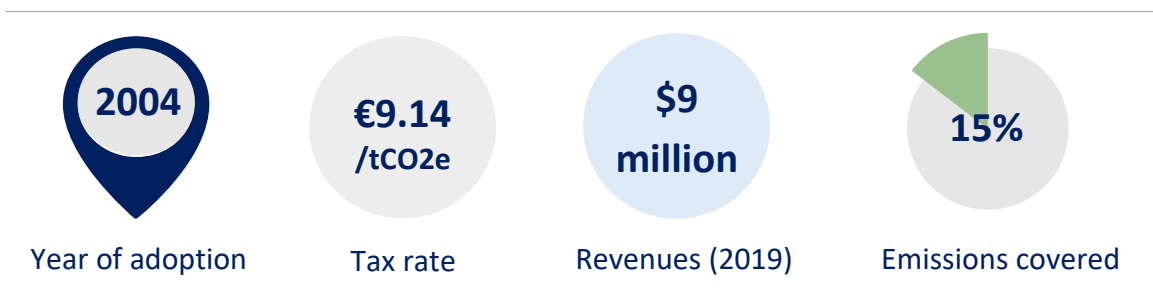 2004
€9.14
/tCO2e
$9
million
15%
Year of adoption
Tax rate
Revenues (2019)
Emissions covered